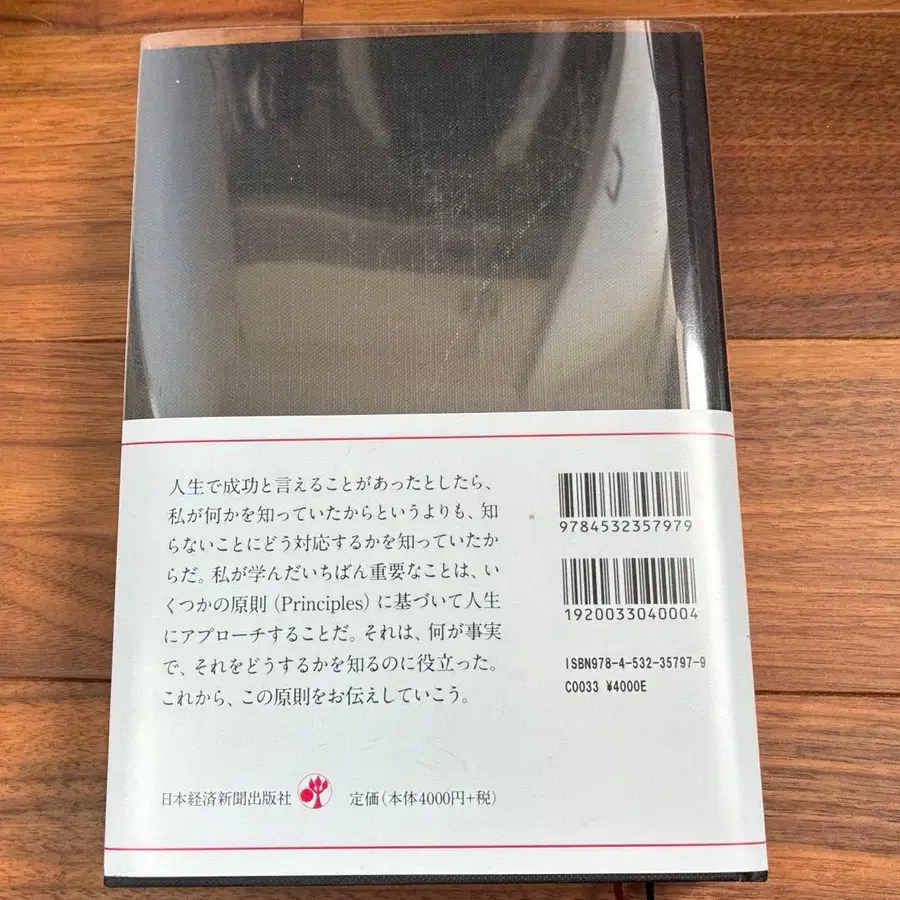 人生で成功と言えることがあったとしたら、
私が何かを知っていたからというよりも、知
らないことにどう対応するかを知っていたか
らだ。私が学んだいちばん重要なことは、い
くつかの原則（Principles）に基づいて人生
にアプローチすることだ。それは、何が事実
で、それをどうするかを知るのに役立った。
これから、この原則をお伝えしていこう。
9784532357979
1920033040004
ISBN978-4-532-35797-9
C0033 ¥4000E
日本経済新聞出版社
定価（本体4000円+税）